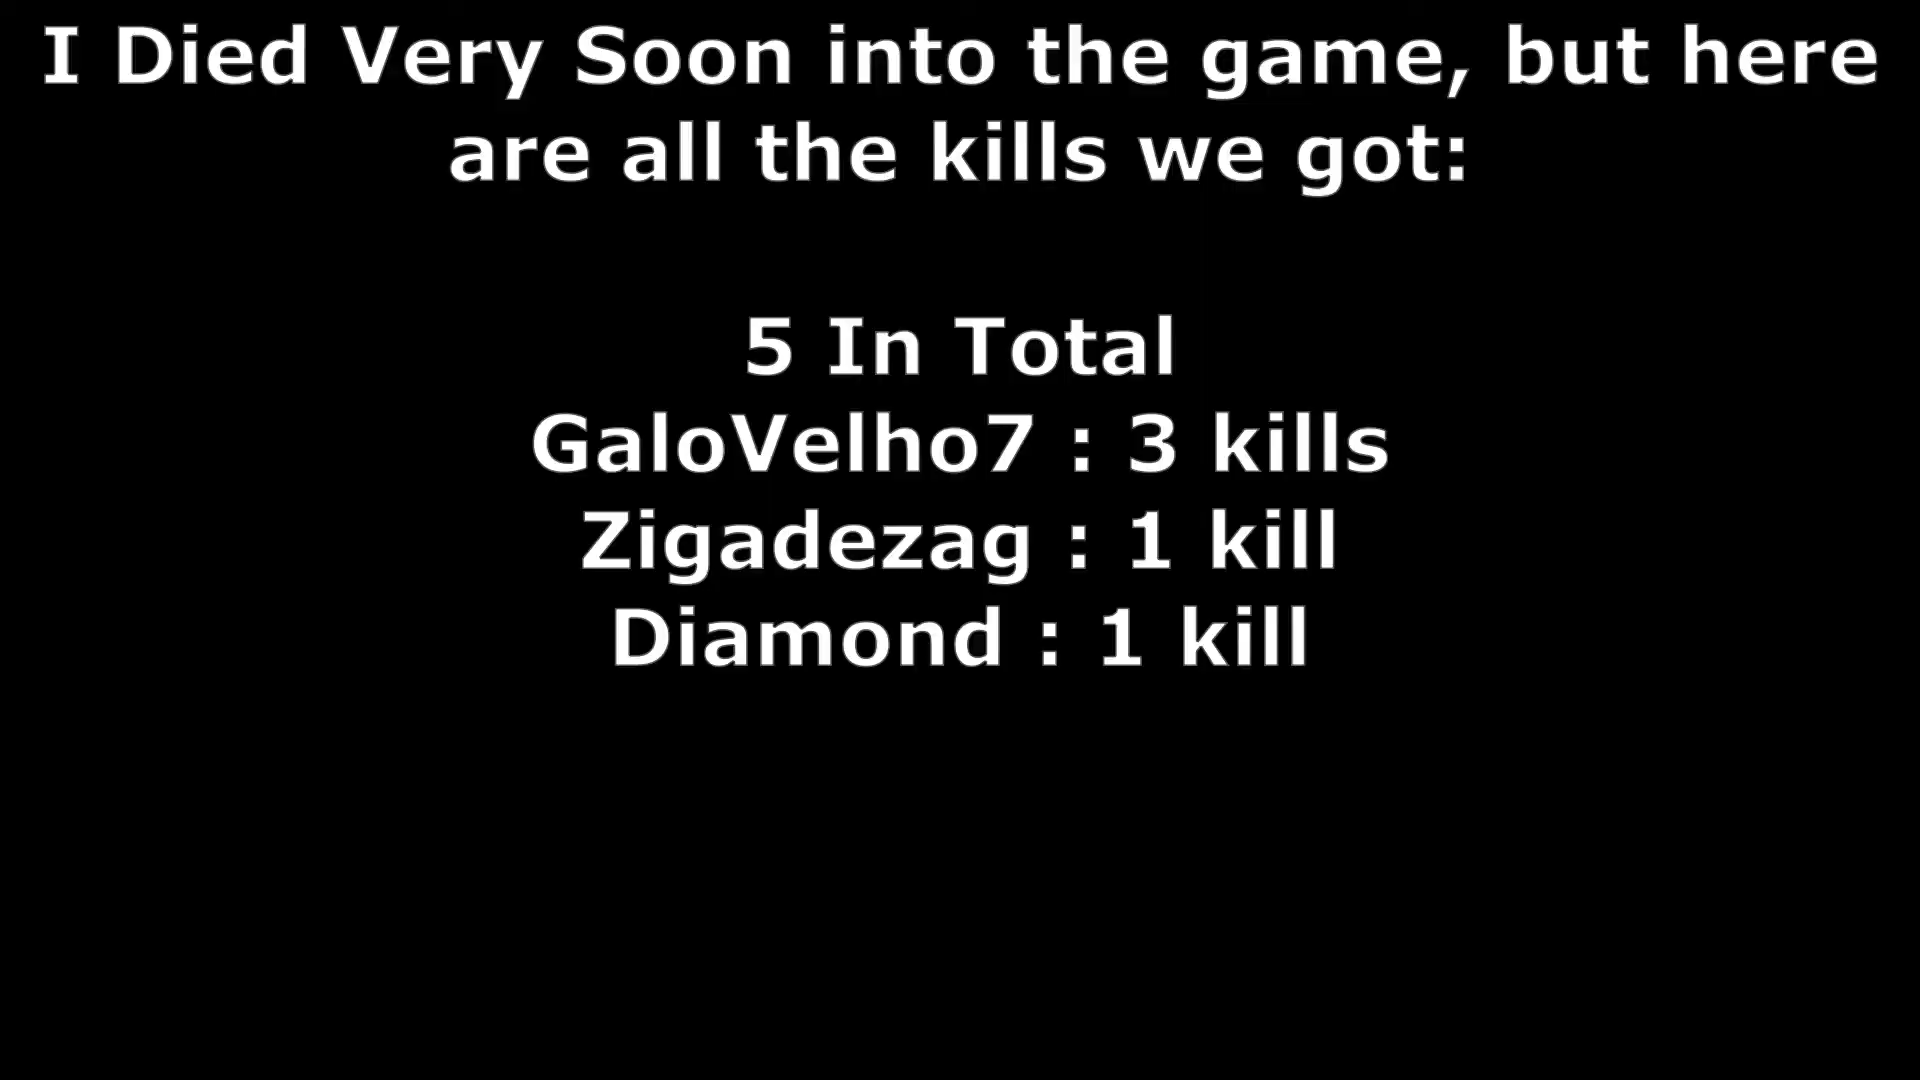 I Died Very Soon into the game, but here
are all the kills we got:
5 In Total
GaloVelho7 : 3 kills
Zigadezag : 1 kill
Diamond : 1 kill